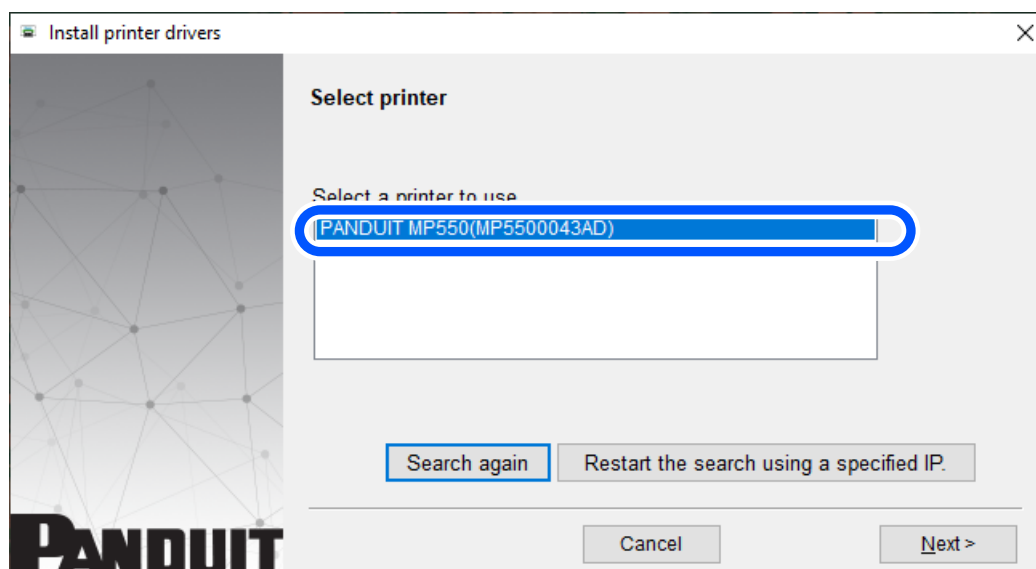 Install printer drivers
Select printer
Select a printer to use
PANDUIT MP550(MP5500043AD)
Search again
Restart the search using a specified IP.
PANDUIT
Cancel
Next >